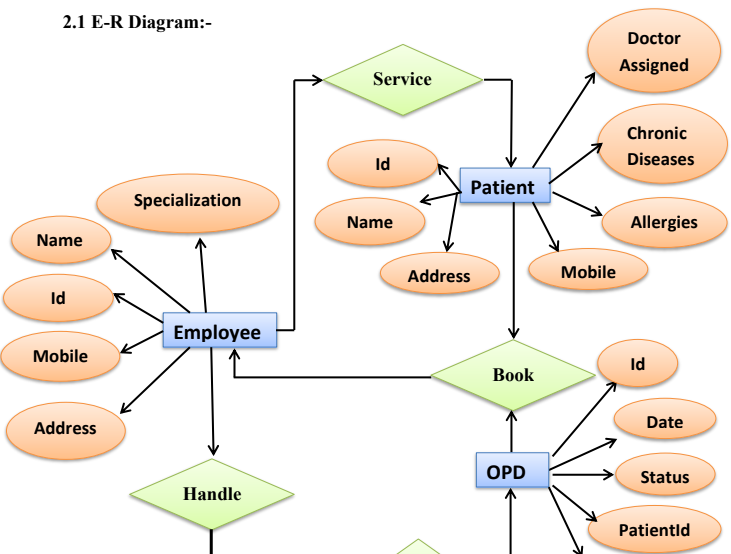 2.1 E-R Diagram:-
Doctor
Assigned
Service
Chronic
Diseases
Id
Patient
Specialization
Name
Allergies
Name
Address
Mobile
Id
Employee
Mobile
Book
Id
Address
Date
OPD
Status
Handle
PatientId